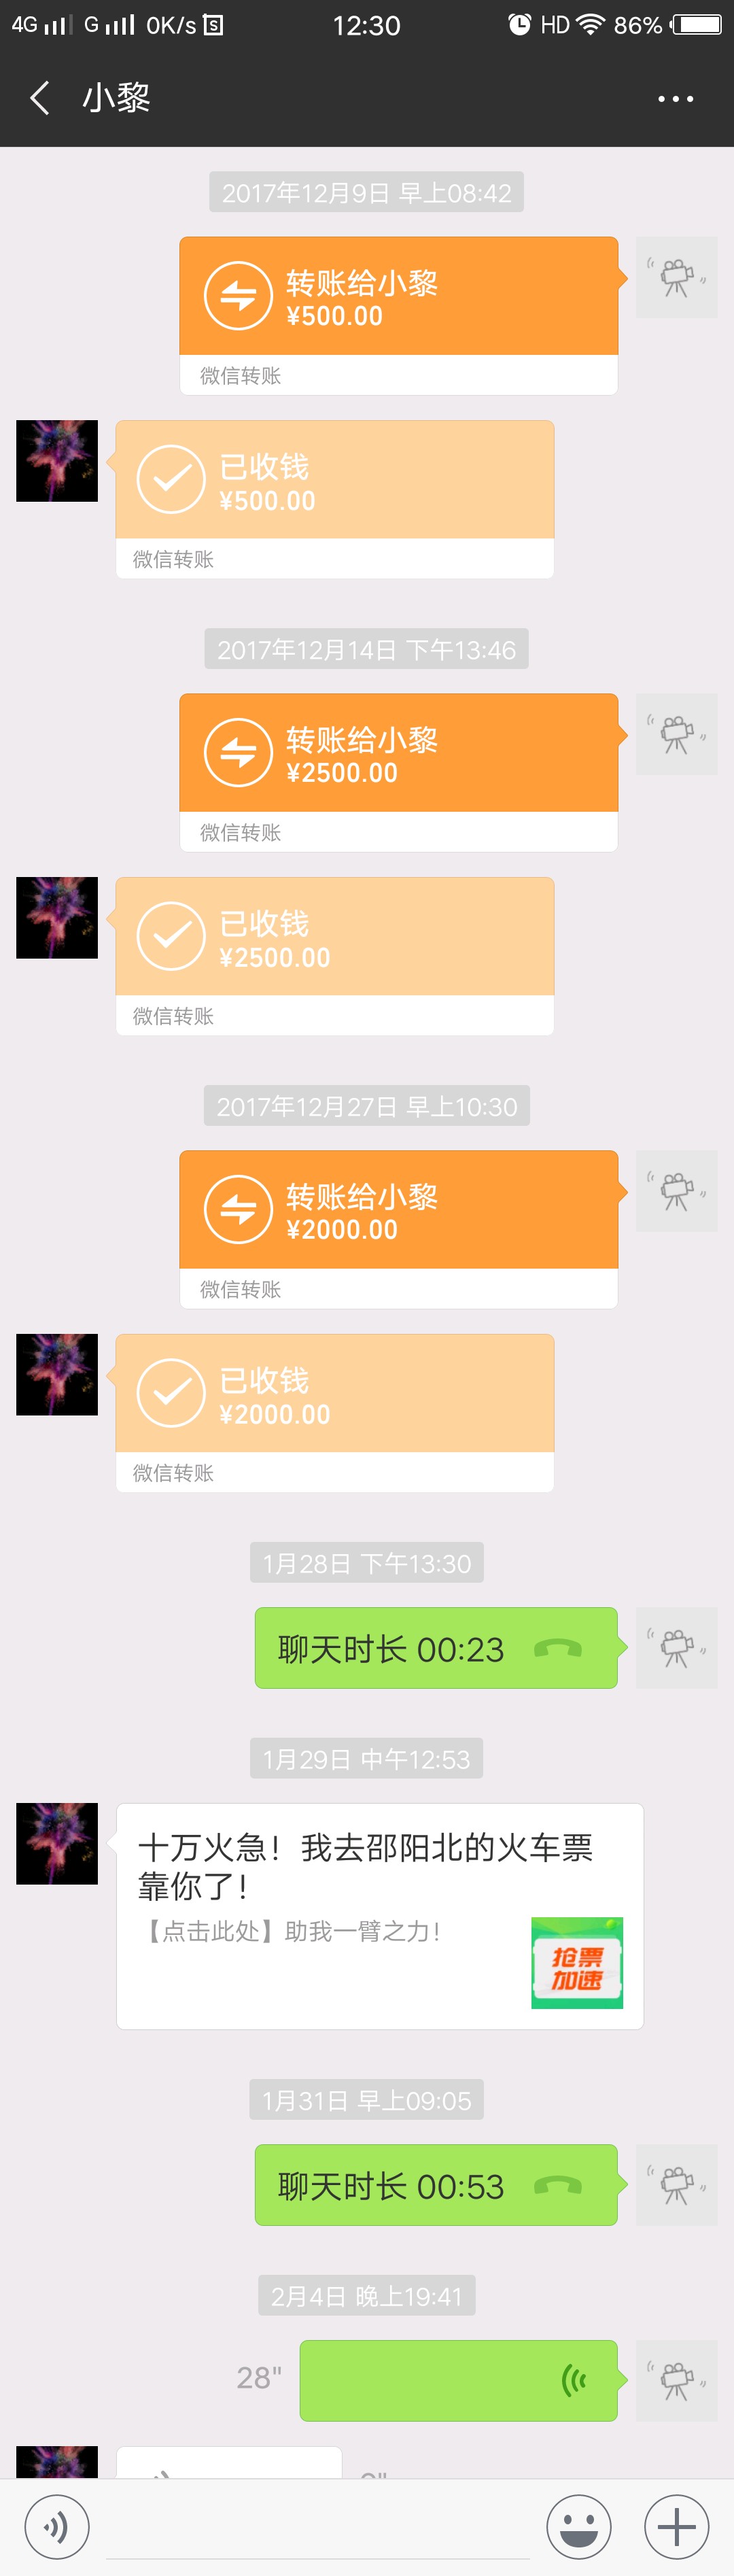 4G G 0K/s 12:30 HD 86%
小黎
2017年12月9日 早上08:42
转账给小黎
¥500.00
微信转账
已收钱
¥500.00
微信转账
2017年12月14日 下午13:46
转账给小黎
¥2500.00
微信转账
已收钱
¥2500.00
微信转账
2017年12月27日 早上10:30
转账给小黎
¥2000.00
微信转账
已收钱
¥2000.00
微信转账
1月28日 下午13:30
聊天时长 00:23
1月29日 中午12:53
十万火急！我去邵阳北的火车票
靠你了！
【点击此处】助我一臂之力！
抢票
加速
1月31日 早上09:05
聊天时长 00:53
2月4日 晚上19:41
28"